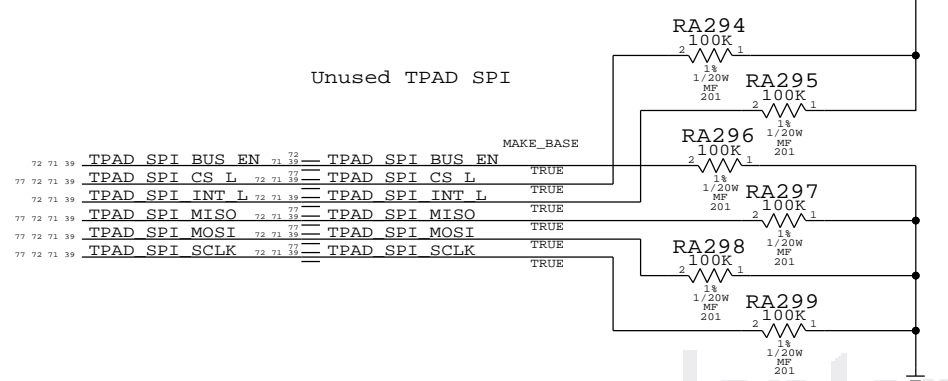 RA294
100K
2 1
1%
1/20W
MF
201
Unused TPAD SPI
RA295
100K
2 1
1%
1/20W
MF
201
MAKE_BASE
RA296
100K
2 1
1%
1/20W
MF
201
72 71 39 TPAD_SPI_BUS_EN 71 39 72 TPAD_SPI_BUS_EN TRUE
77 72 71 39 TPAD_SPI_CS_L 72 71 39 77 TPAD_SPI_CS_L TRUE
72 71 39 TPAD_SPI_INT_L 72 71 39 TPAD_SPI_INT_L TRUE
77 72 71 39 TPAD_SPI_MISO 72 71 39 77 TPAD_SPI_MISO TRUE
77 72 71 39 TPAD_SPI_MOSI 72 71 39 77 TPAD_SPI_MOSI TRUE
77 72 71 39 TPAD_SPI_SCLK 72 71 39 77 TPAD_SPI_SCLK TRUE
RA297
100K
2 1
1%
1/20W
MF
201
RA298
100K
2 1
1%
1/20W
MF
201
RA299
100K
2 1
1%
1/20W
MF
201